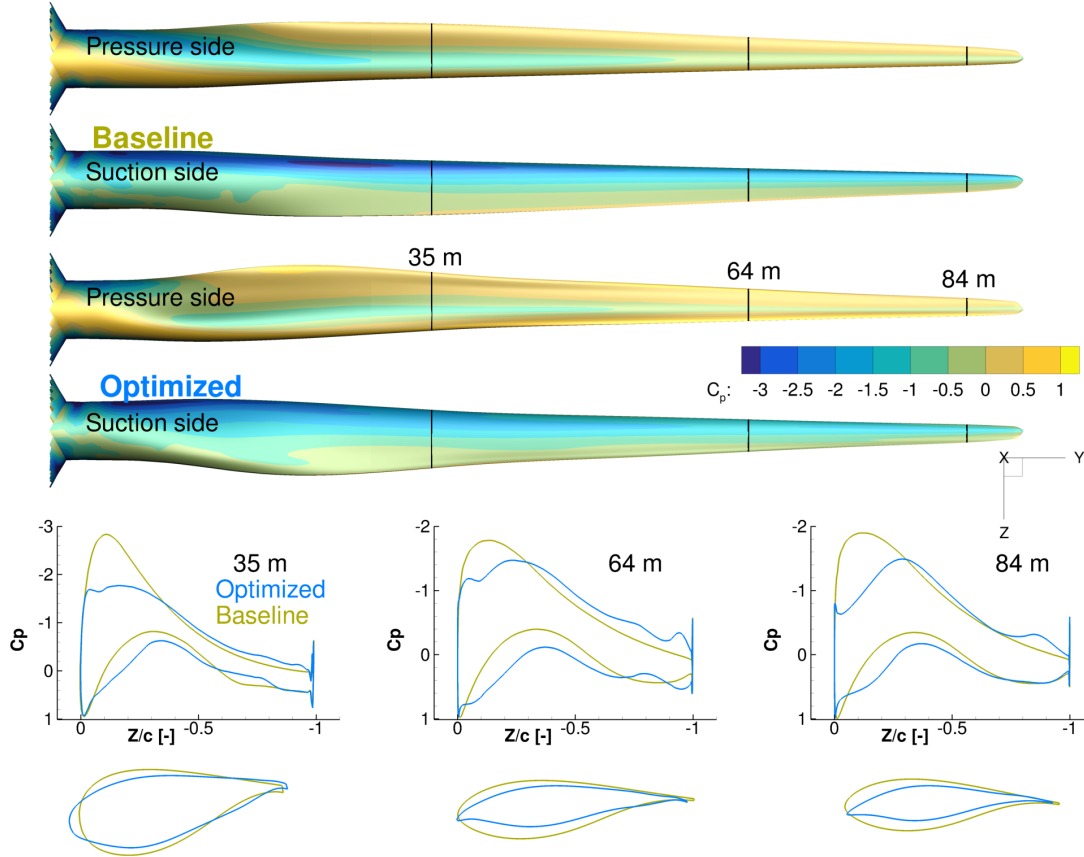 Pressure side
Baseline
Suction side
35 m
64 m
84 m
Pressure side
Optimized
Cp: -3 -2.5 -2 -1.5 -1 -0.5 0 0.5 1
Suction side
X Y
Z
-3
-2
-1
0
1
Cp
35 m
Optimized
Baseline
0 -0.5 -1
Z/c [-]
-2
-1
0
1
64 m
0 -0.5 -1
Z/c [-]
-2
-1
0
1
84 m
0 -0.5 -1
Z/c [-]